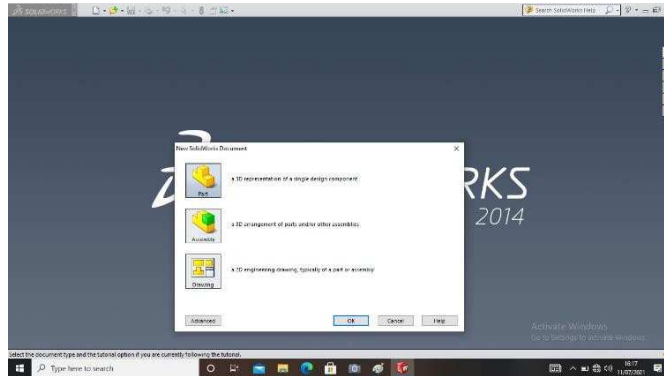 SOLIDWORKS
Search SolidWorks Help
New SolidWorks Document
Part
a 3D representation of a single design component
Assembly
a 3D arrangement of parts and/or other assemblies
Drawing
a 2D engineering drawing, typically of a part or assembly
Advanced
OK
Cancel
Help
RKS
2014
Activate Windows
Go to Settings to activate Windows.
Select the document type and the tutorial option if you are currently following the tutorial.
Type here to search
16:17
11/07/2021